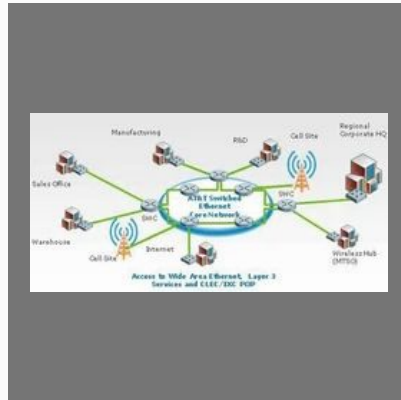 Regional
Corporate HQ
Manufacturing
R&D
Cell Site
Sales Office
AT&T Switched
Ethernet
Core Network
SWC
SWC
Warehouse
Cell Site
Internet
Wireless Hub
(MTSO)
Access to Wide Area Ethernet, Layer 3
Services and CLEC/IXC POP